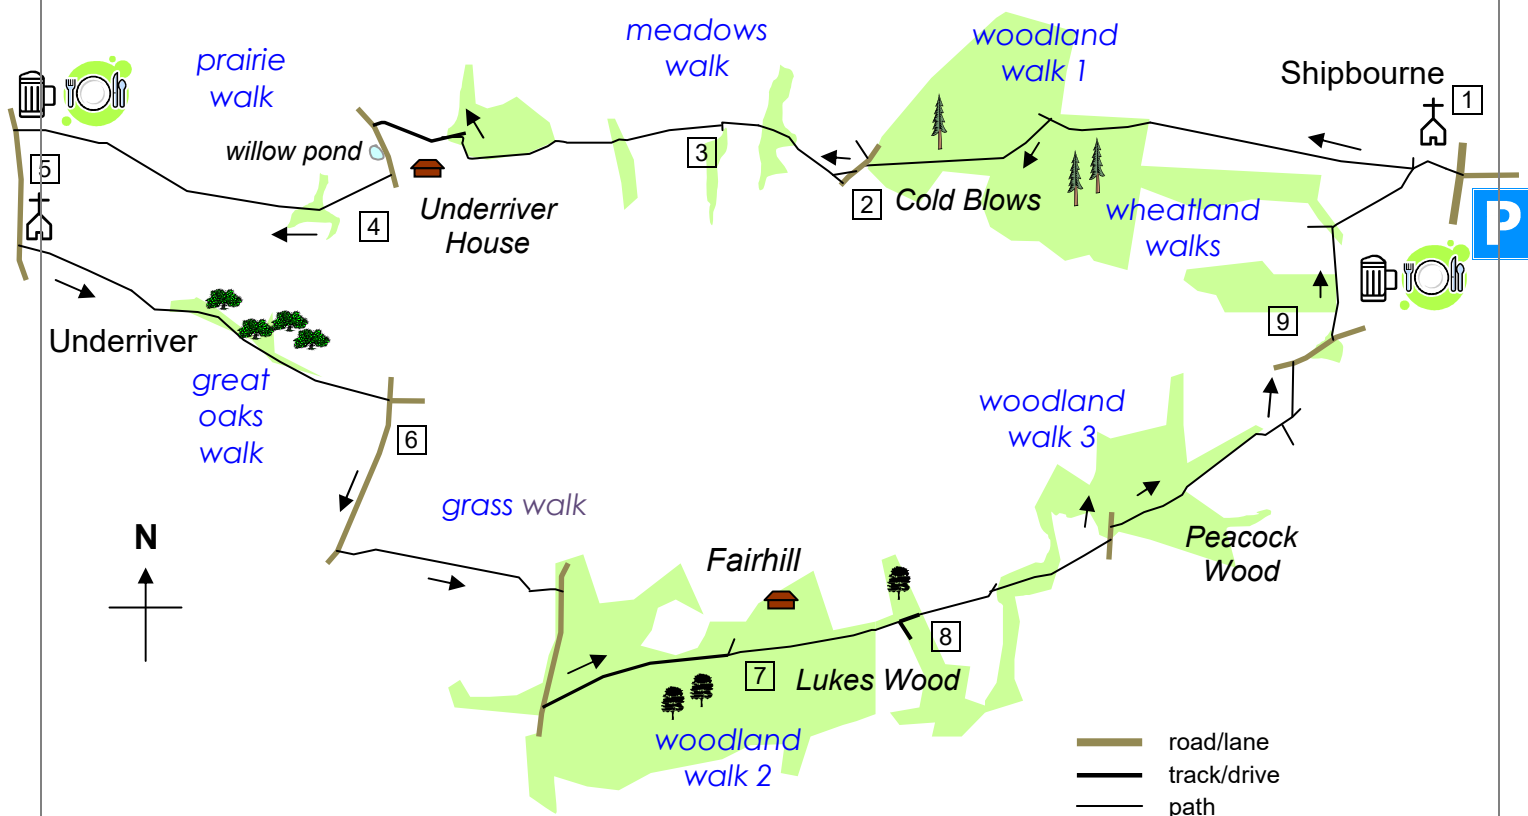 prairie
walk
meadows
walk
woodland
walk 1
Shipbourne
1
willow pond
3
5
Underriver
House
4
2
Cold Blows
wheatland
walks
P
9
Underriver
great
oaks
walk
6
woodland
walk 3
grass walk
N
Fairhill
Peacock
Wood
8
7
Lukes Wood
woodland
walk 2
road/lane
track/drive
path